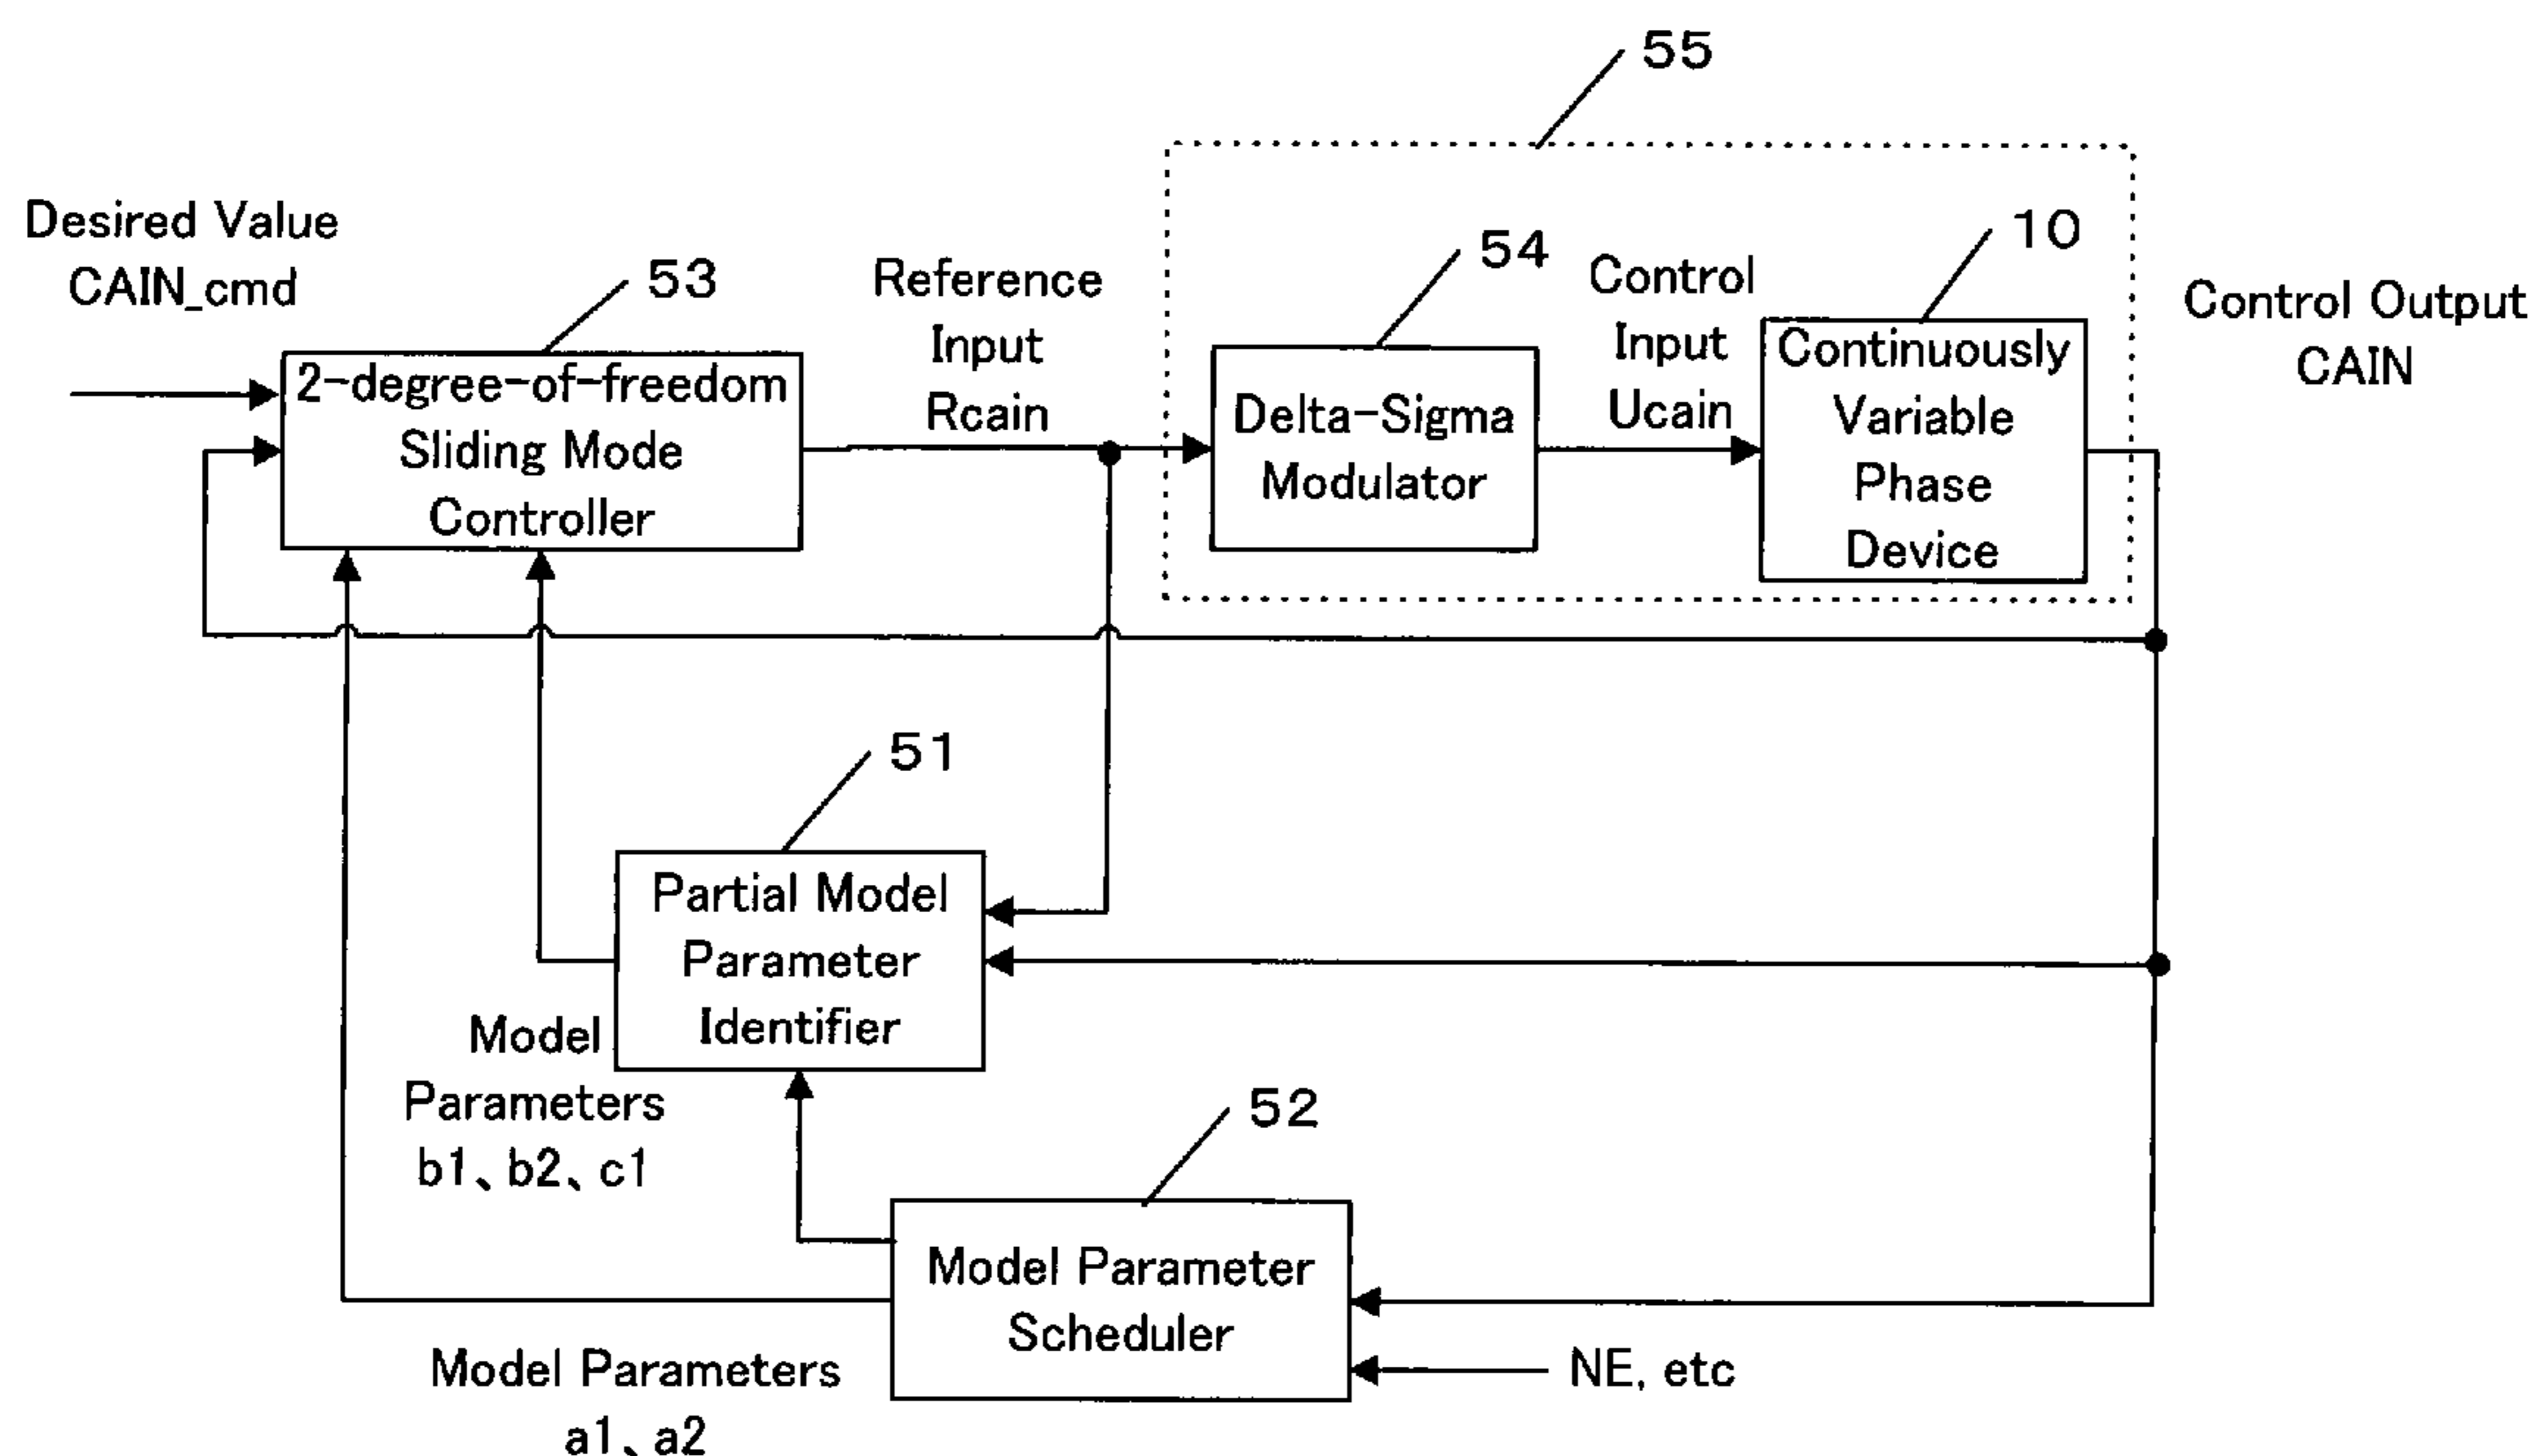 55
Desired Value
CAIN_cmd
53
Reference
Input
Rcain
54
Control
Input
Ucain
10
Control Output
CAIN
2-degree-of-freedom
Sliding Mode
Controller
Delta-Sigma
Modulator
Continuously
Variable
Phase
Device
51
Partial Model
Parameter
Identifier
Model
Parameters
b1、b2、c1
52
Model Parameter
Scheduler
NE, etc
Model Parameters
a1、a2